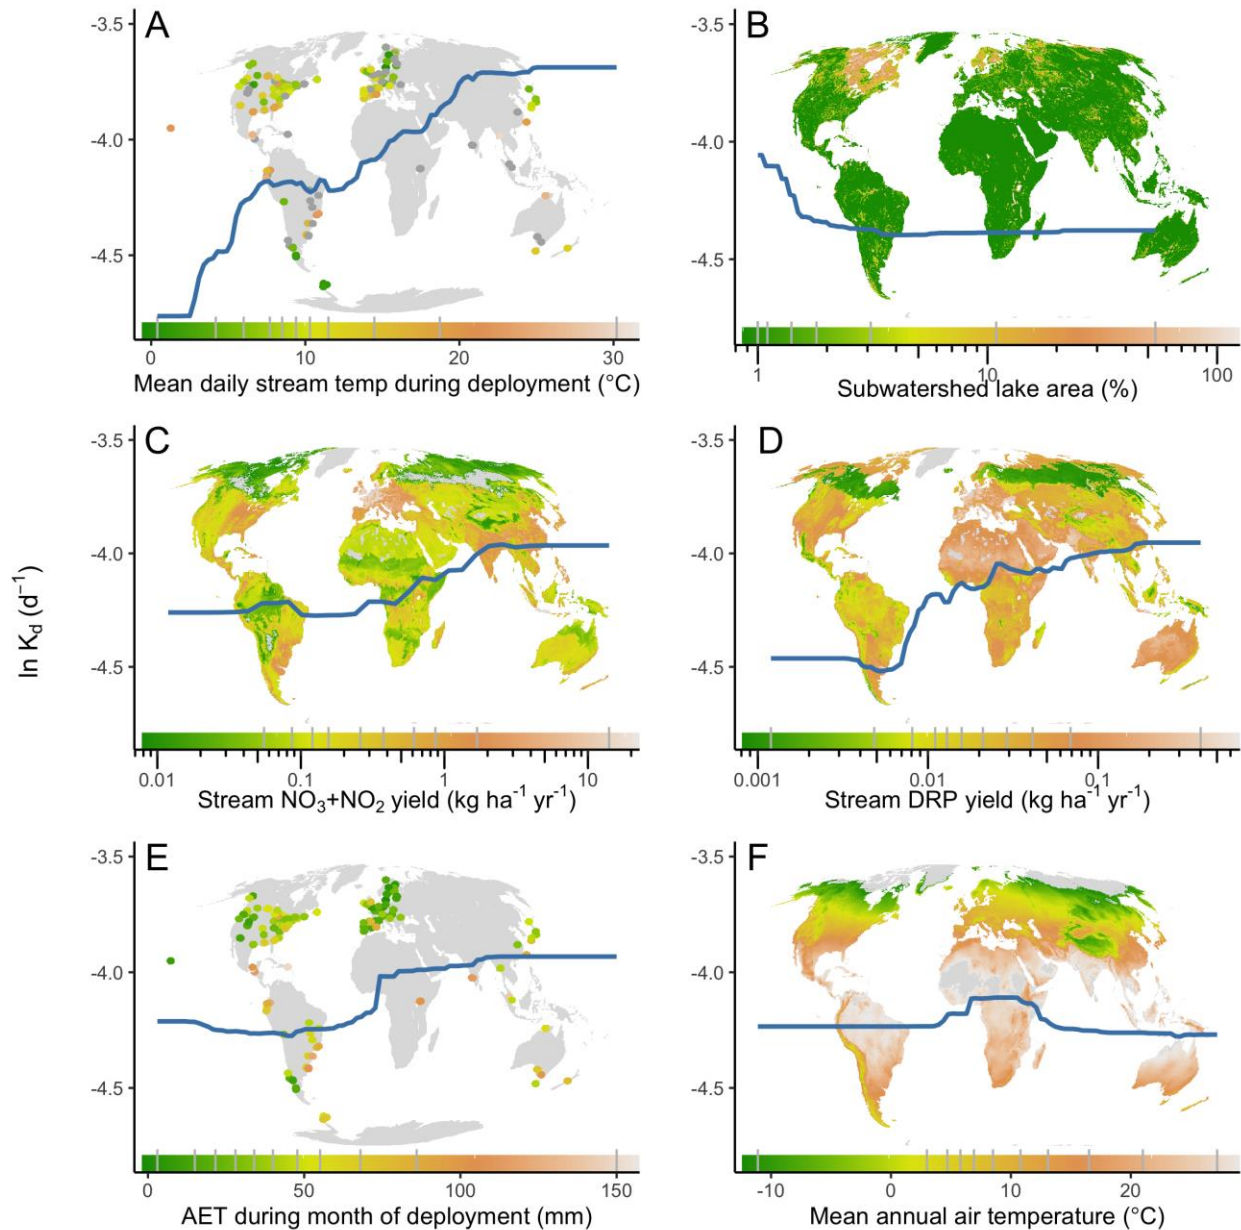 A
-3.5
-4.0
-4.5
0 10 20 30
Mean daily stream temp during deployment (°C)
B
-3.5
-4.0
-4.5
1 10 100
Subwatershed lake area (%)
ln K_d (d⁻¹)
C
-3.5
-4.0
-4.5
0.01 0.1 1 10
Stream NO₃+NO₂ yield (kg ha⁻¹ yr⁻¹)
D
-3.5
-4.0
-4.5
0.001 0.01 0.1
Stream DRP yield (kg ha⁻¹ yr⁻¹)
E
-3.5
-4.0
-4.5
0 50 100 150
AET during month of deployment (mm)
F
-3.5
-4.0
-4.5
-10 0 10 20
Mean annual air temperature (°C)